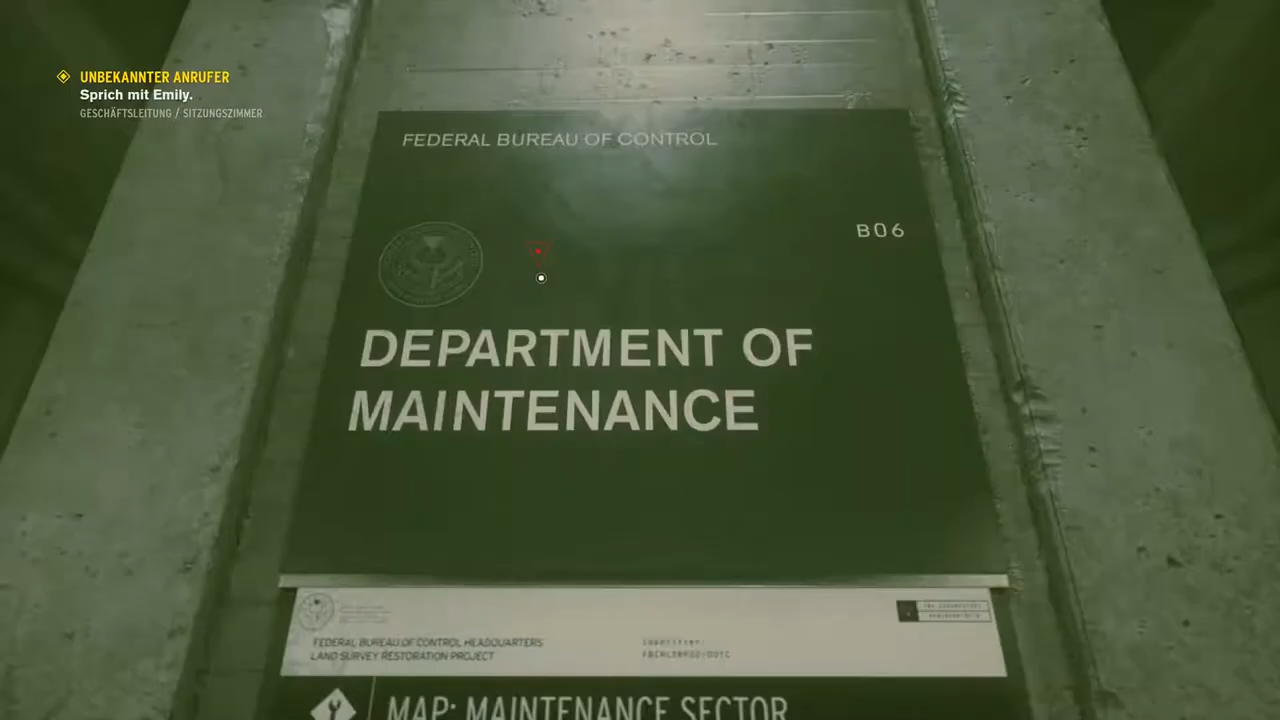 UNBEKANNTER ANRUFER
Sprich mit Emily.
GESCHÄFTSLEITUNG / SITZUNGSZIMMER
FEDERAL BUREAU OF CONTROL
B06
DEPARTMENT OF
MAINTENANCE
FEDERAL BUREAU OF CONTROL HEADQUARTERS
LAND SURVEY RESTORATION PROJECT
Identifier:
MAP: MAINTENANCE SECTOR